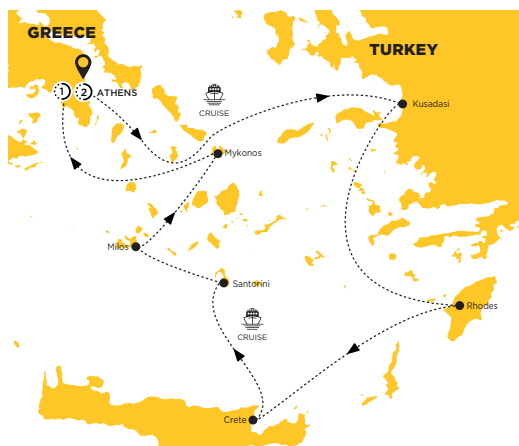 GREECE
TURKEY
1
2
ATHENS
CRUISE
Kusadasi
Mykonos
Milos
Santorini
Rhodes
CRUISE
Crete